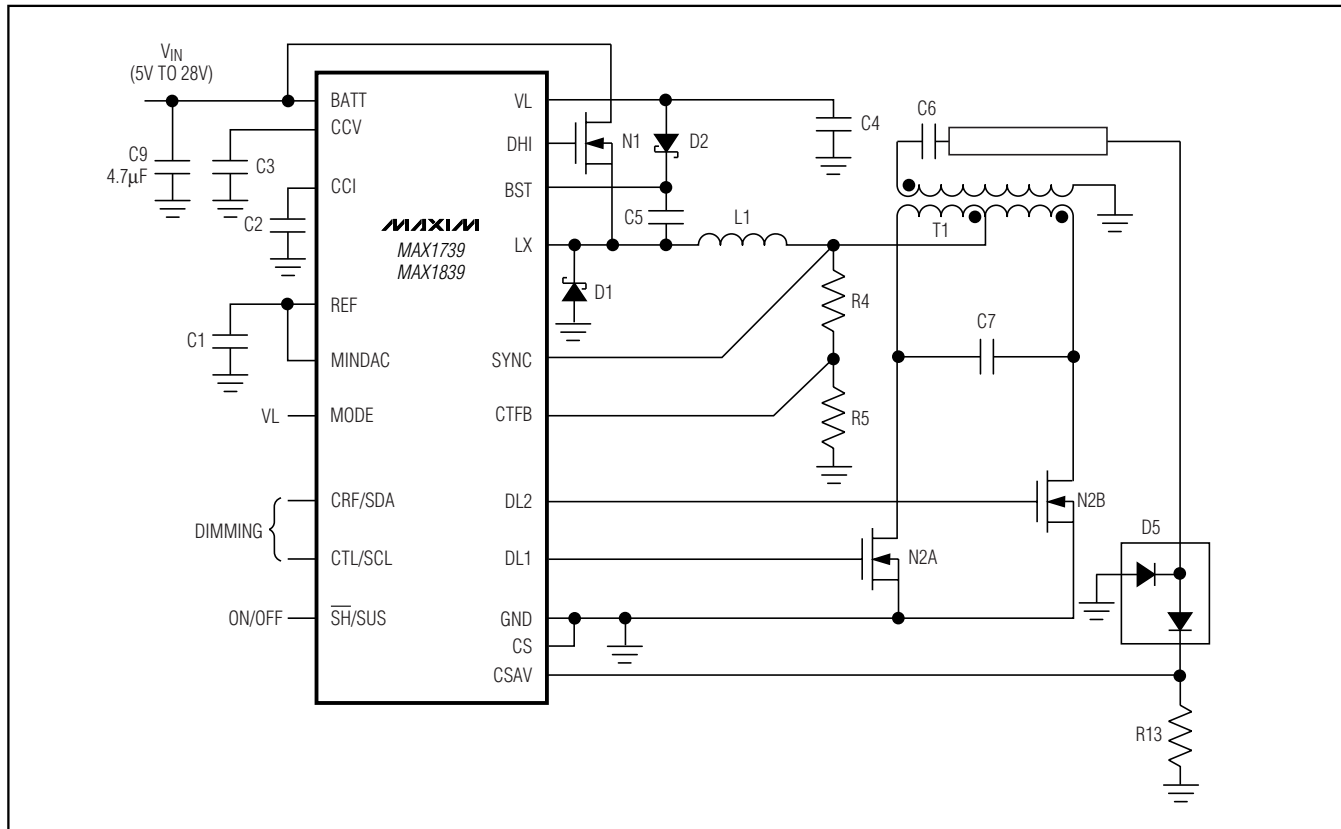 VIN
(5V TO 28V)
C9
4.7µF
C3
C2
C1
VL
DIMMING
ON/OFF
BATT
CCV
CCI
REF
MINDAC
MODE
CRF/SDA
CTL/SCL
SH/SUS
MAXIM
MAX1739
MAX1839
VL
DHI
BST
LX
SYNC
CTFB
DL2
DL1
GND
CS
CSAV
N1
D2
C4
C5
L1
D1
R4
R5
C6
T1
C7
N2B
N2A
D5
R13